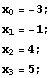 x₀ = -3;
x₁ = -1;
x₂ = 4;
x₃ = 5;